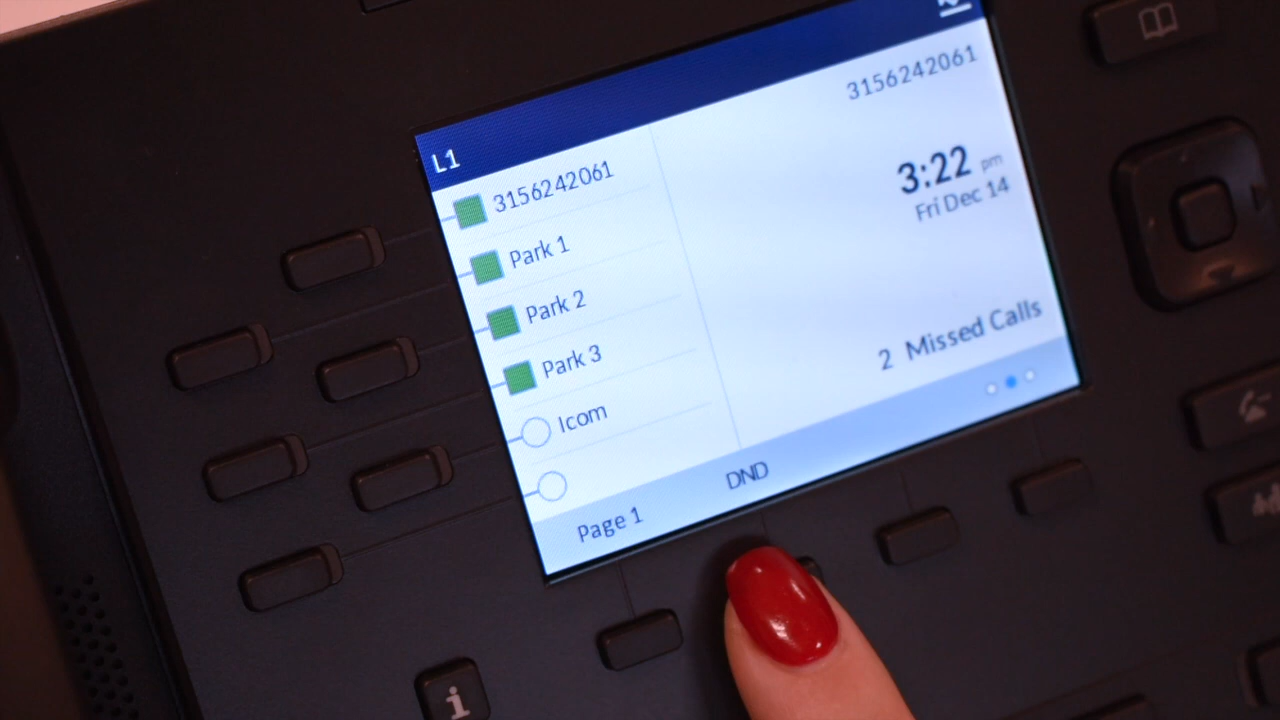 L1
3156242061
3156242061
Park 1
Park 2
Park 3
Icom
3:22 pm
Fri Dec 14
2 Missed Calls
Page 1
DND
i